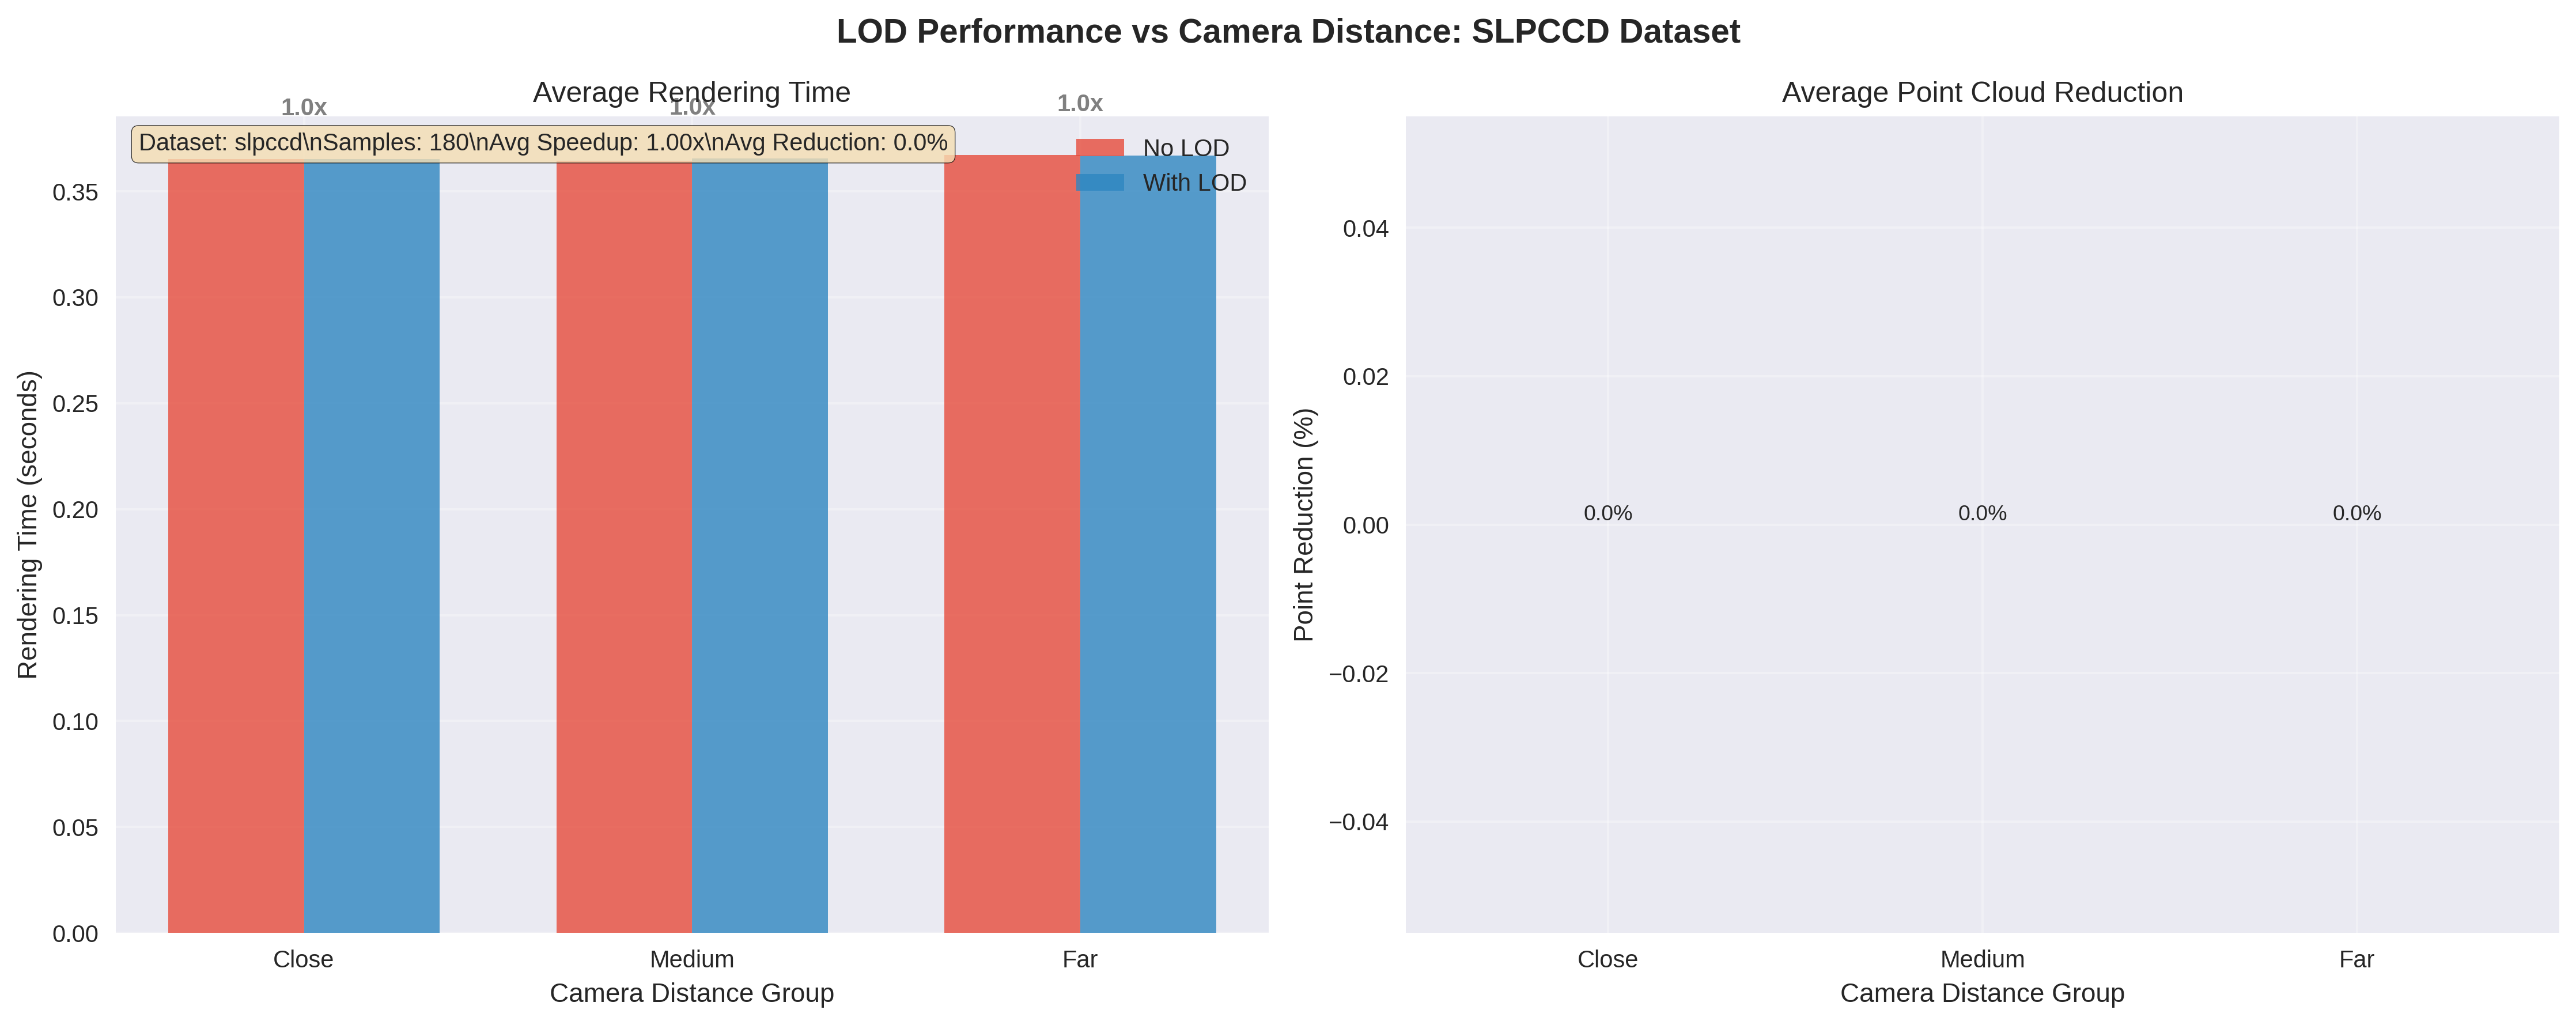 LOD Performance vs Camera Distance: SLPCCD Dataset
Average Rendering Time
1.0x
1.0x
1.0x
Dataset: slpccd\nSamples: 180\nAvg Speedup: 1.00x\nAvg Reduction: 0.0%
No LOD
With LOD
Rendering Time (seconds)
0.35
0.30
0.25
0.20
0.15
0.10
0.05
0.00
Close
Medium
Far
Camera Distance Group
Average Point Cloud Reduction
Point Reduction (%)
0.04
0.02
0.00
−0.02
−0.04
0.0%
0.0%
0.0%
Close
Medium
Far
Camera Distance Group